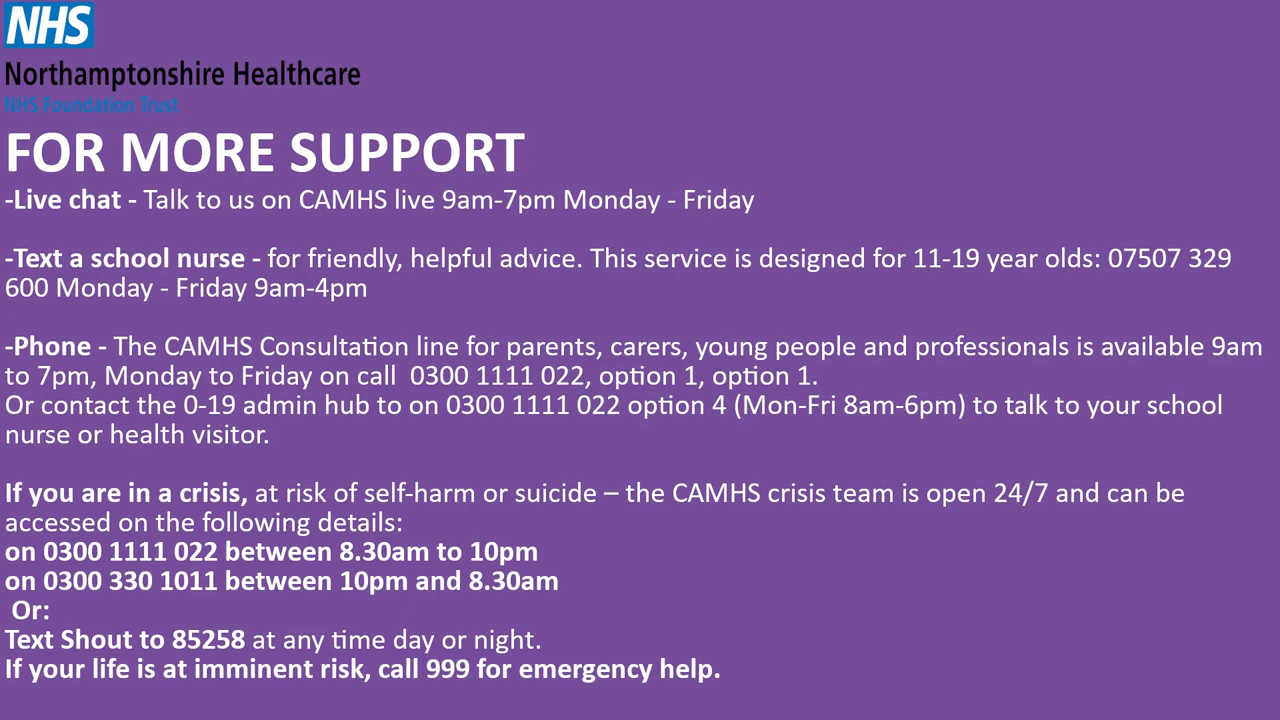 NHS
Northamptonshire Healthcare
NHS Foundation Trust
FOR MORE SUPPORT
-Live chat - Talk to us on CAMHS live 9am-7pm Monday - Friday
-Text a school nurse - for friendly, helpful advice. This service is designed for 11-19 year olds: 07507 329
600 Monday - Friday 9am-4pm
-Phone - The CAMHS Consultation line for parents, carers, young people and professionals is available 9am
to 7pm, Monday to Friday on call  0300 1111 022, option 1, option 1.
Or contact the 0-19 admin hub to on 0300 1111 022 option 4 (Mon-Fri 8am-6pm) to talk to your school
nurse or health visitor.
If you are in a crisis, at risk of self-harm or suicide – the CAMHS crisis team is open 24/7 and can be
accessed on the following details:
on 0300 1111 022 between 8.30am to 10pm
on 0300 330 1011 between 10pm and 8.30am
Or:
Text Shout to 85258 at any time day or night.
If your life is at imminent risk, call 999 for emergency help.